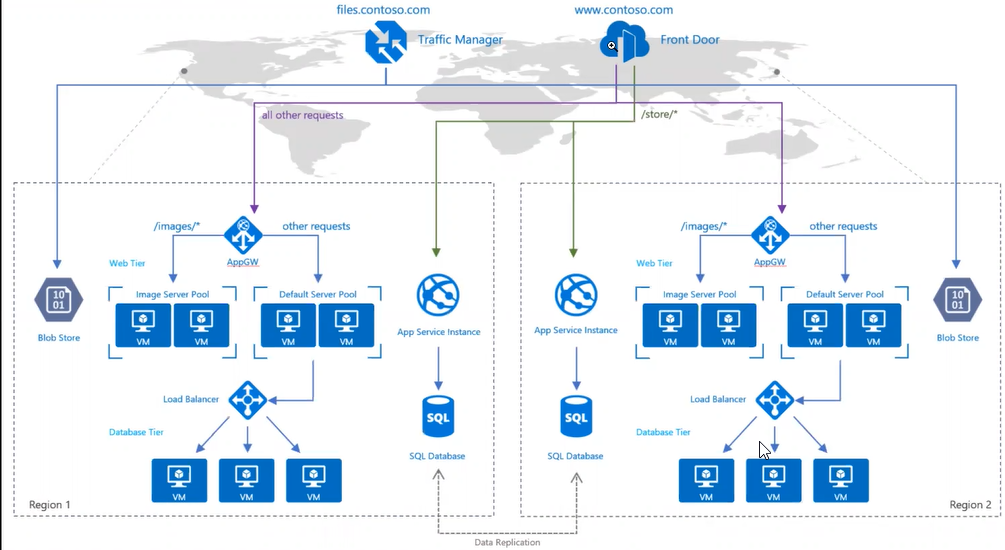 files.contoso.com
www.contoso.com
Traffic Manager
Front Door
all other requests
/store/*
/images/*
other requests
AppGW
Web Tier
Image Server Pool
Default Server Pool
VM
VM
VM
VM
10
01
Blob Store
App Service Instance
Load Balancer
SQL
Database Tier
SQL Database
VM
VM
VM
Region 1
/images/*
other requests
AppGW
Web Tier
Image Server Pool
Default Server Pool
VM
VM
VM
VM
10
01
Blob Store
App Service Instance
Load Balancer
SQL
Database Tier
SQL Database
VM
VM
VM
Region 2
Data Replication